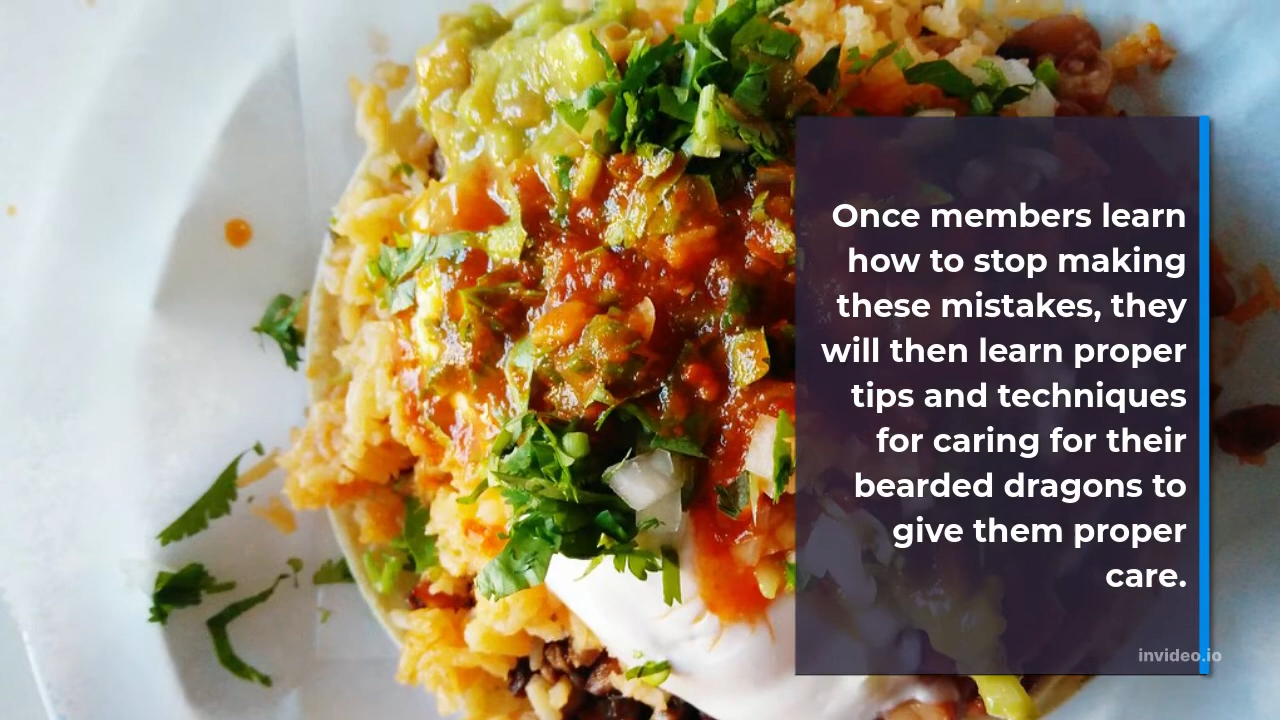 Once members learn
how to stop making
these mistakes, they
will then learn proper
tips and techniques
for caring for their
bearded dragons to
give them proper
care.
invideo.io